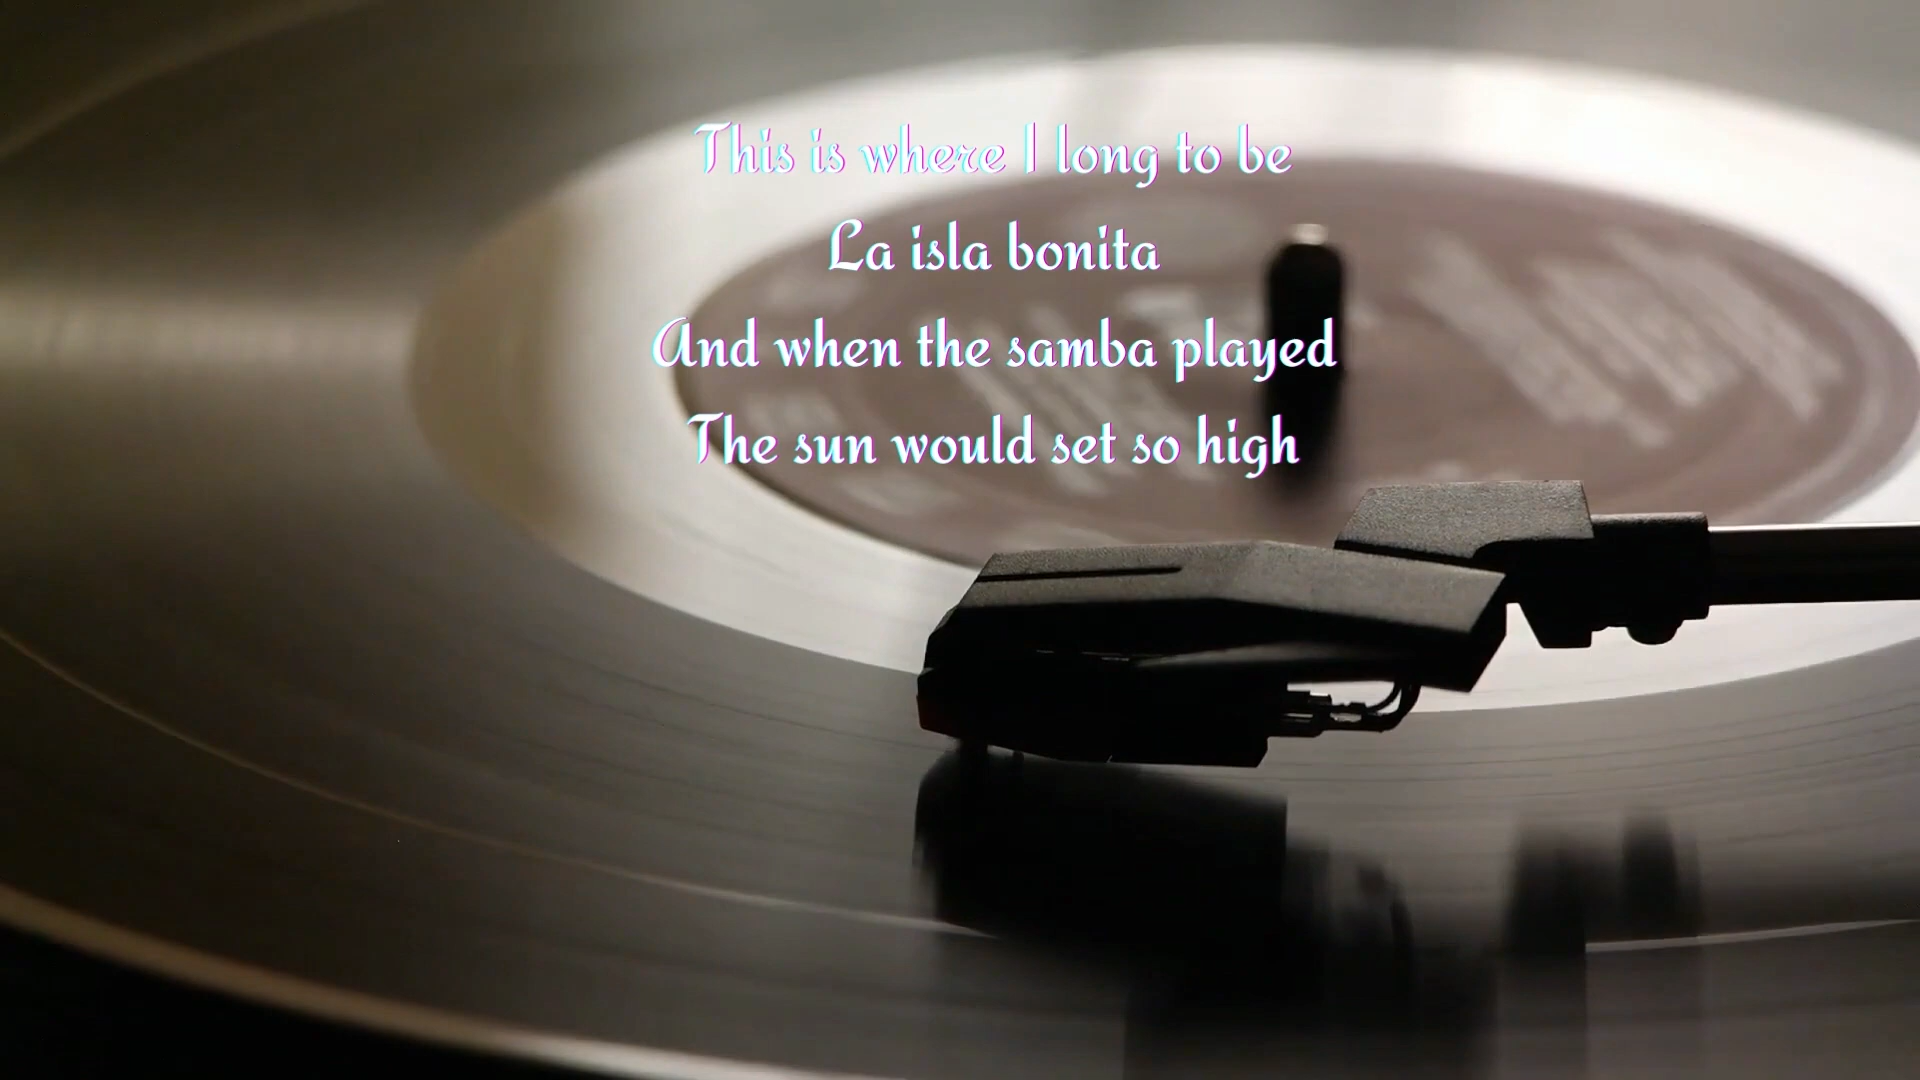 This is where I long to be
La isla bonita
And when the samba played
The sun would set so high